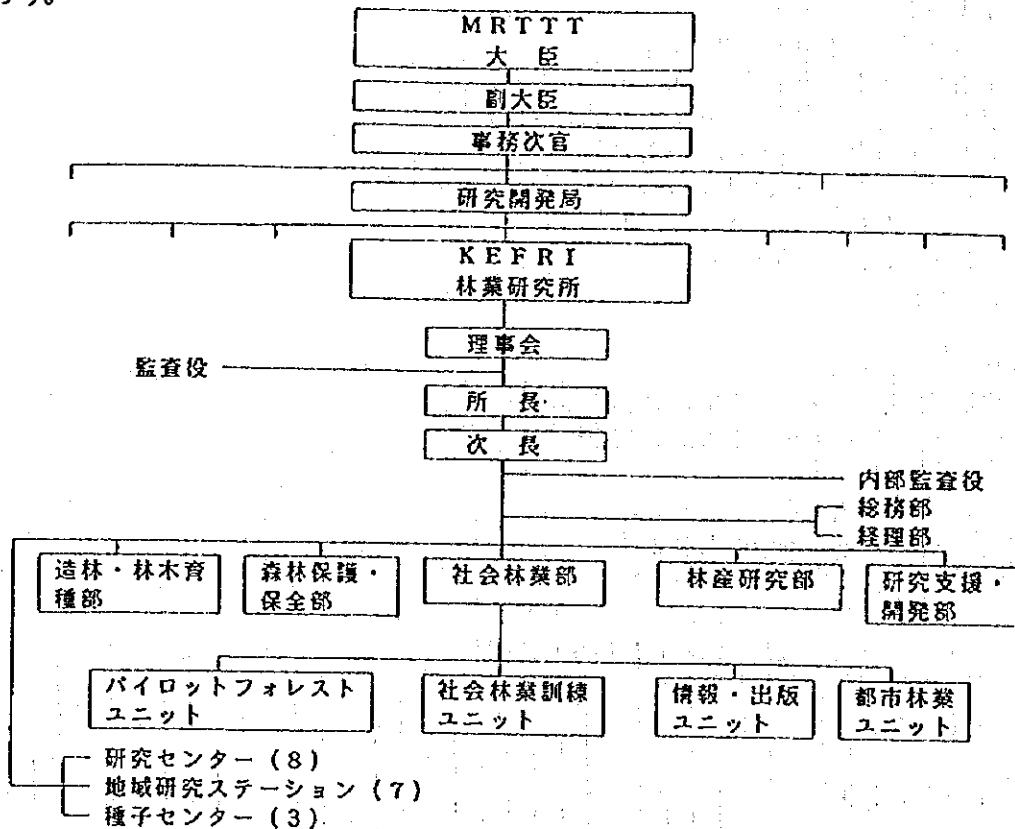 す。
MRTTT
大 臣
副大臣
事務次官
研究開発局
KEFRI
林業研究所
理事会
監査役
所 長
次 長
内部監査役
総務部
経理部
造林・林木育
種部
森林保護・
保全部
社会林業部
林産研究部
研究支援・
開発部
パイロットフォレスト
ユニット
社会林業訓練
ユニット
情報・出版
ユニット
都市林業
ユニット
研究センター(8)
地域研究ステーション(7)
種子センター(3)